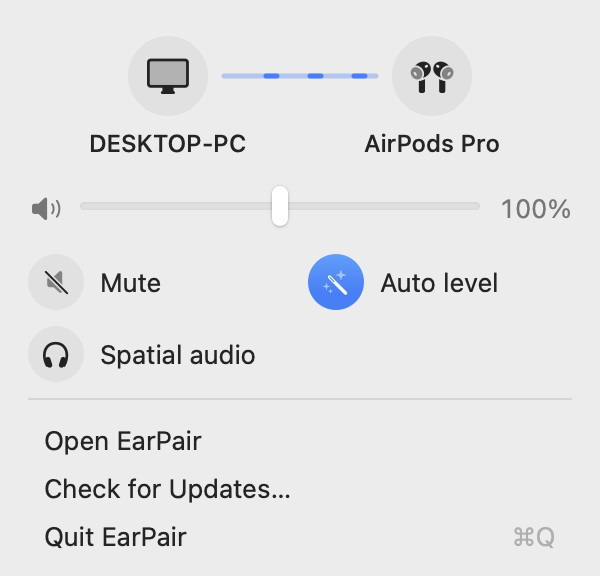 DESKTOP-PC
AirPods Pro
100%
Mute
Auto level
Spatial audio
Open EarPair
Check for Updates...
Quit EarPair ⌘Q